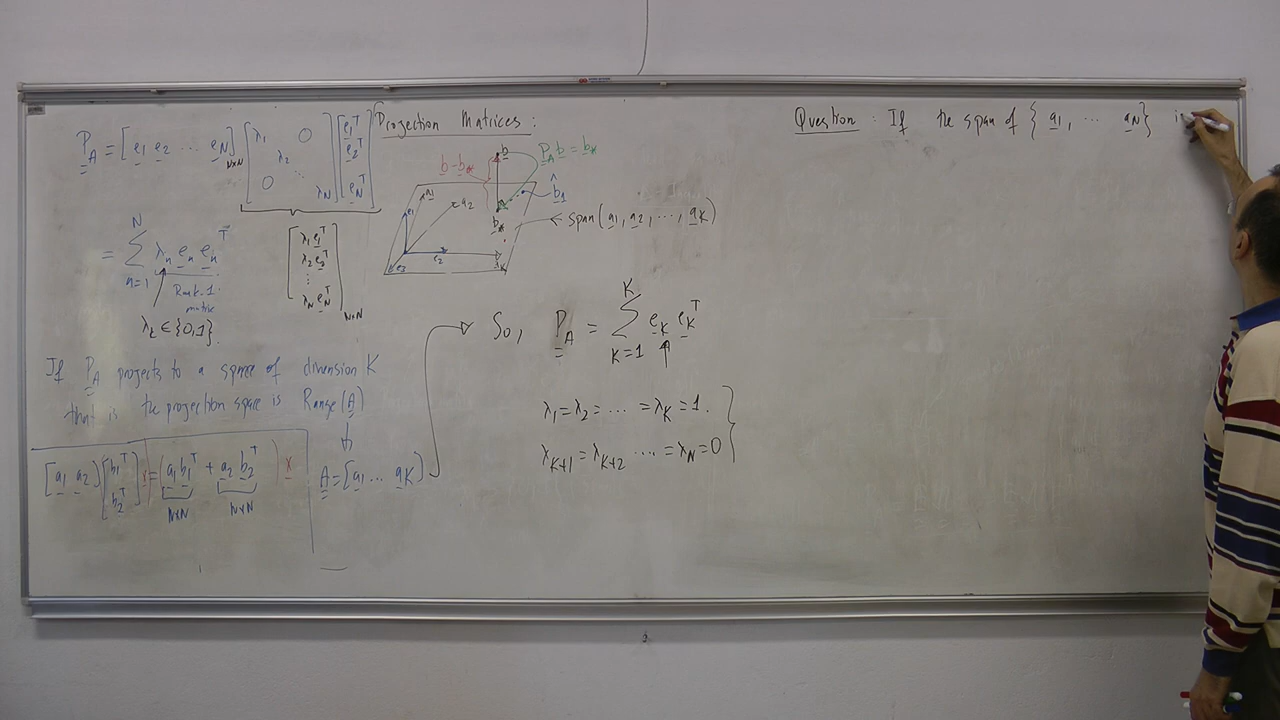 P_A = [e1 e2 ... eN]_{N×N} [λ1 0 λ2 ⋱ 0 λN] [e1^T e2^T ⋮ eN^T]
= Σ_{n=1}^{N} λn en en^T
Rank-1 matrix
λk ∈ {0,1}.
[λ1 e1^T λ2 e2^T ⋮ λN eN^T]_{N×N}
If P_A projects to a space of dimension K
that is the projection space is Range(A)
[a1 a2] [b1^T b2^T] x = (a1 b1^T + a2 b2^T) x
N×N N×N
A = [a1 ... aK]
Projection Matrices:
b
P_A b = b*
b - b*
b̂1
a1 a2
e1
b*
← span(a1, a2, ..., aK)
e2
e3
So, P_A = Σ_{k=1}^{K} ek ek^T
λ1 = λ2 = ... = λK = 1.
λ_{K+1} = λ_{K+2} ... = λN = 0
Question: If the span of {a1, ... aN}